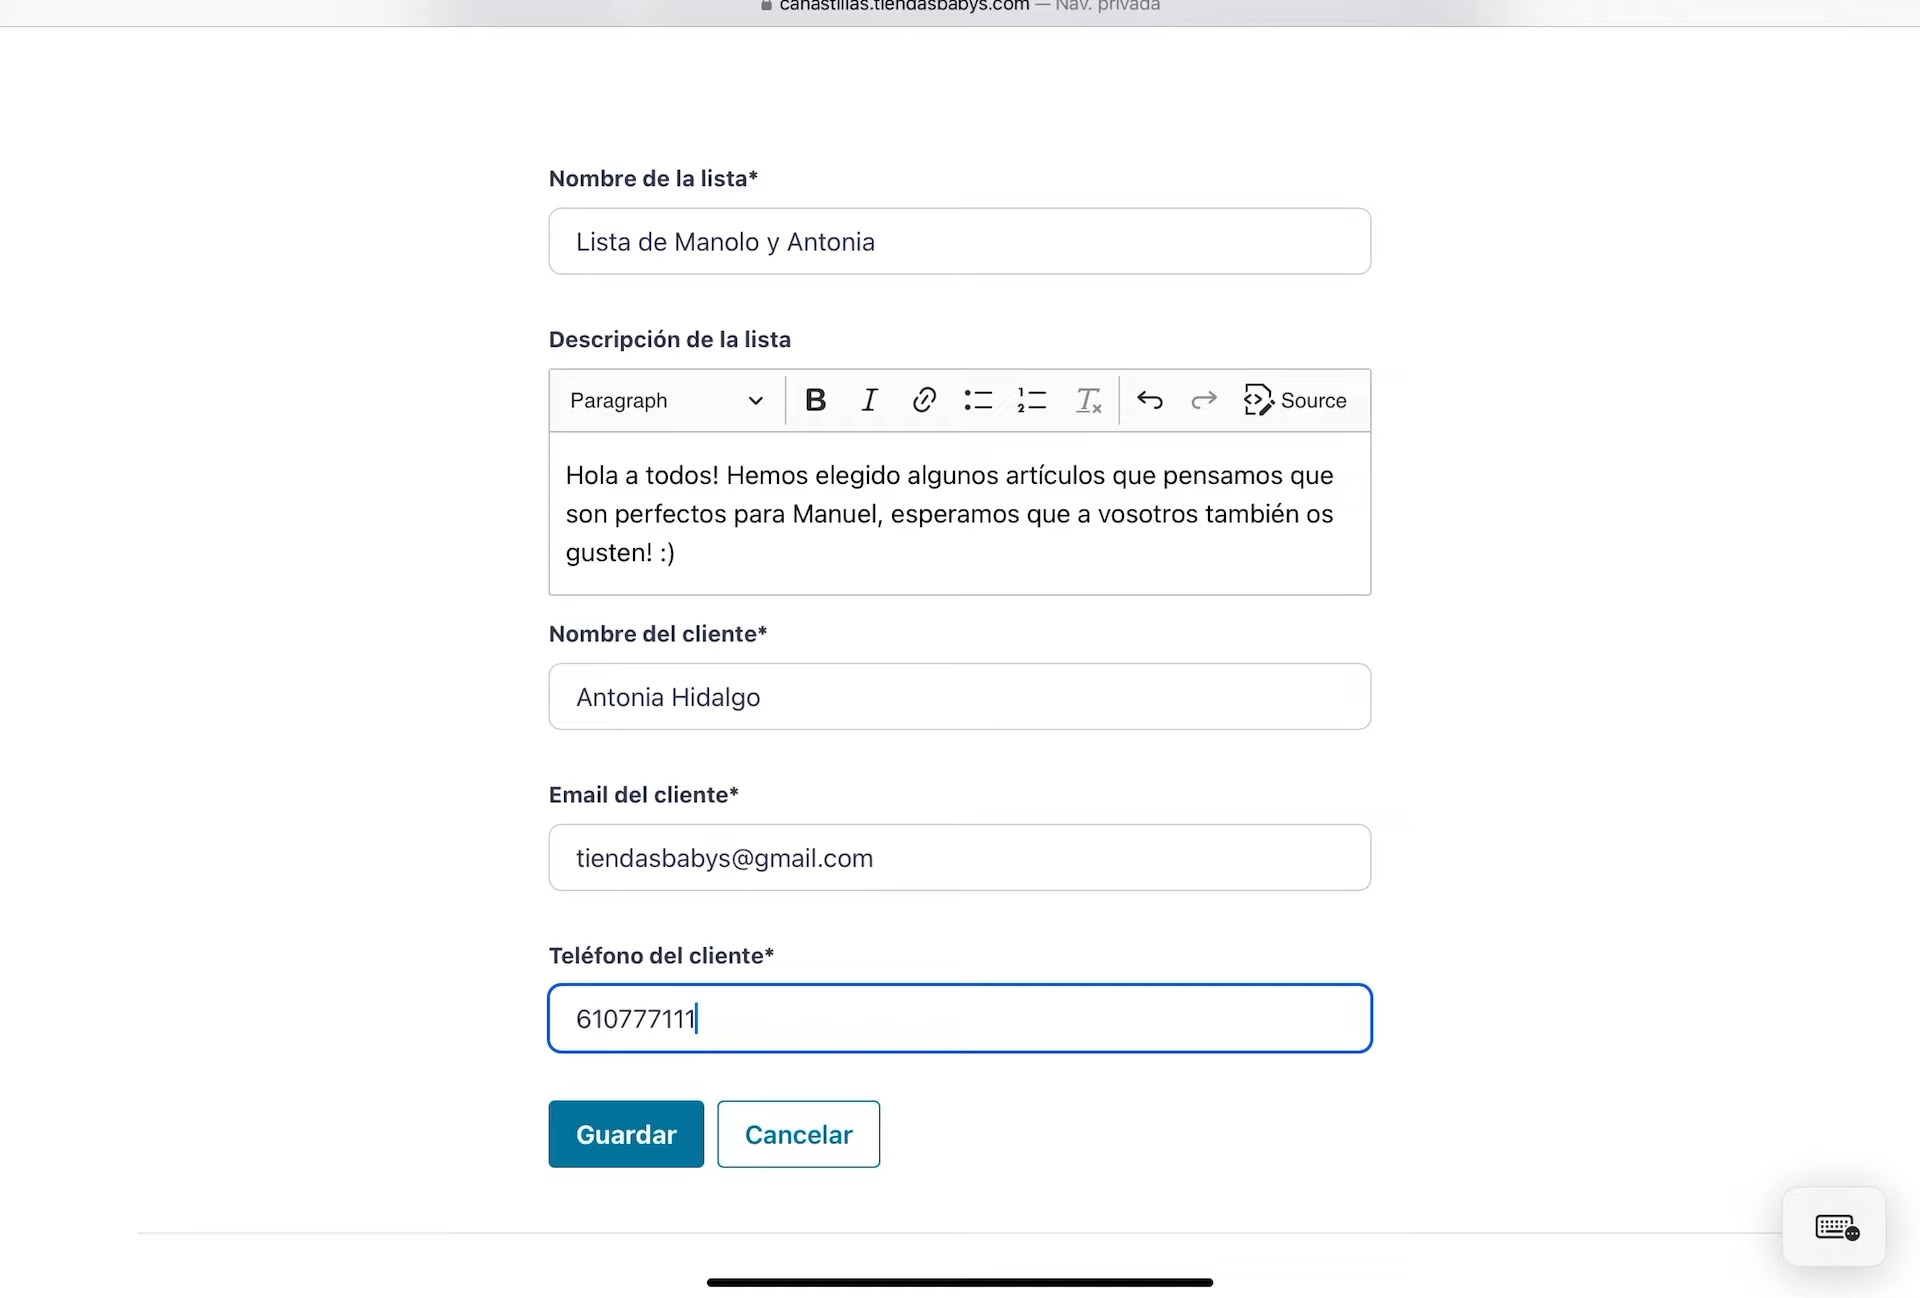 canastillas.tiendasbabys.com — Nav. privada
Nombre de la lista*
Lista de Manolo y Antonia
Descripción de la lista
Paragraph B I Source
Hola a todos! Hemos elegido algunos artículos que pensamos que
son perfectos para Manuel, esperamos que a vosotros también os
gusten! :)
Nombre del cliente*
Antonia Hidalgo
Email del cliente*
tiendasbabys@gmail.com
Teléfono del cliente*
610777111
Guardar Cancelar